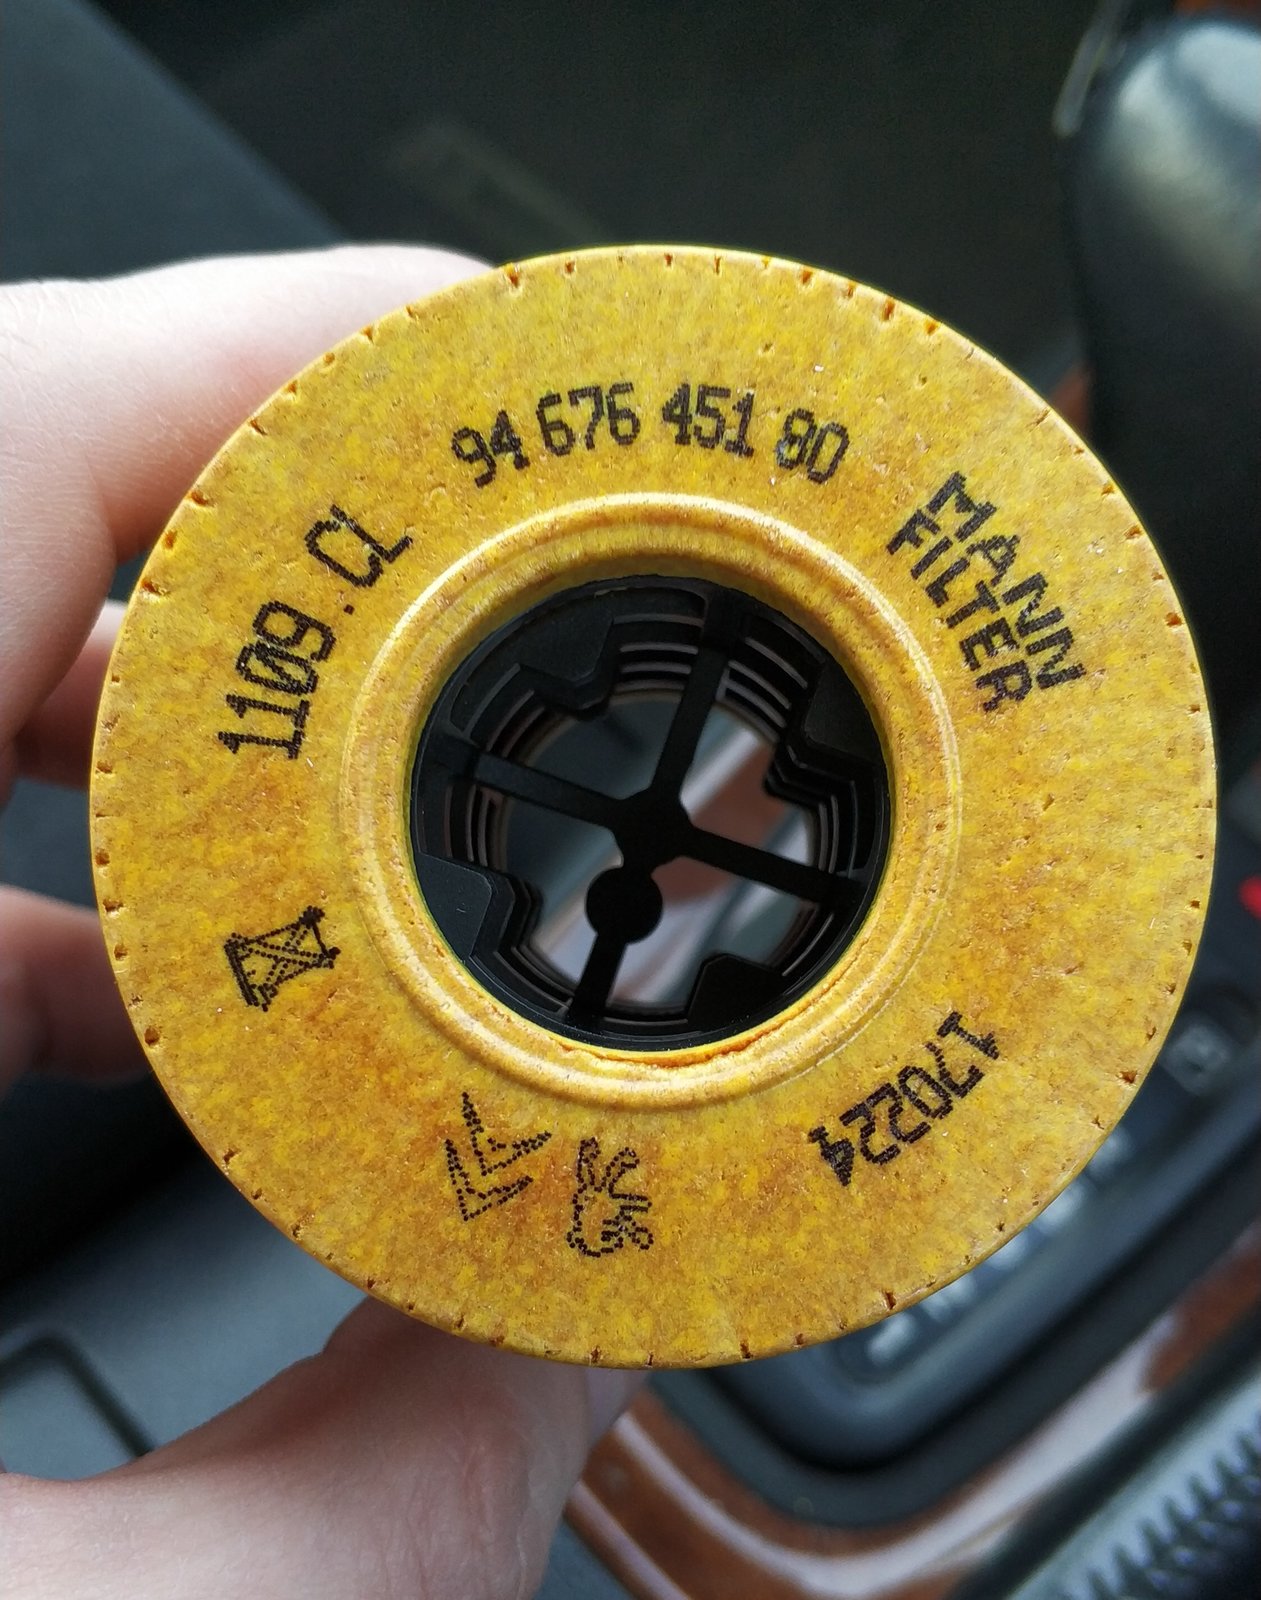 1109.CL
94 676 451 80
MANN
FILTER
170224